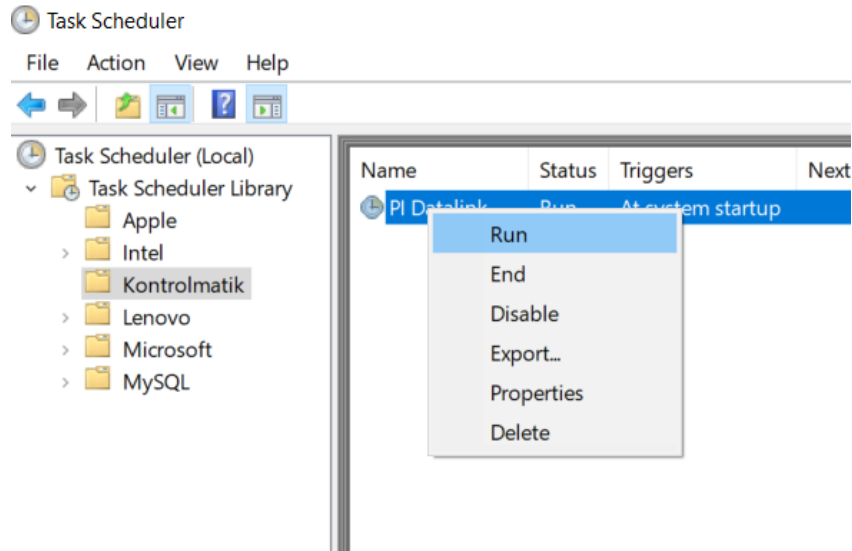 Task Scheduler
File Action View Help
Task Scheduler (Local)
Task Scheduler Library
Apple
Intel
Kontrolmatik
Lenovo
Microsoft
MySQL
Name Status Triggers Next
PI Datalink Run At system startup
Run
End
Disable
Export...
Properties
Delete